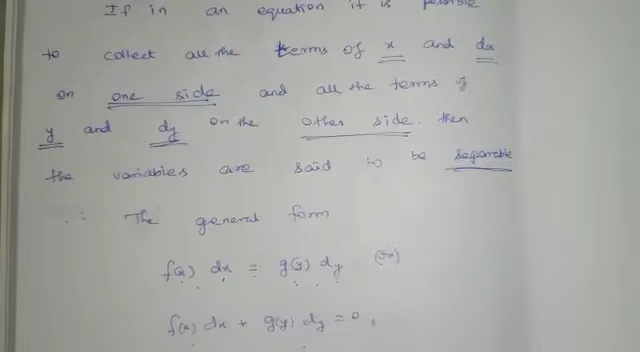 If in an equation it is possible
to collect all the terms of x and dx
on one side and all the terms of
y and dy on the other side. then
the variables are said to be separable
∴ The general form
f(x) dx = g(y) dy (or)
f(x) dx + g(y) dy = 0,